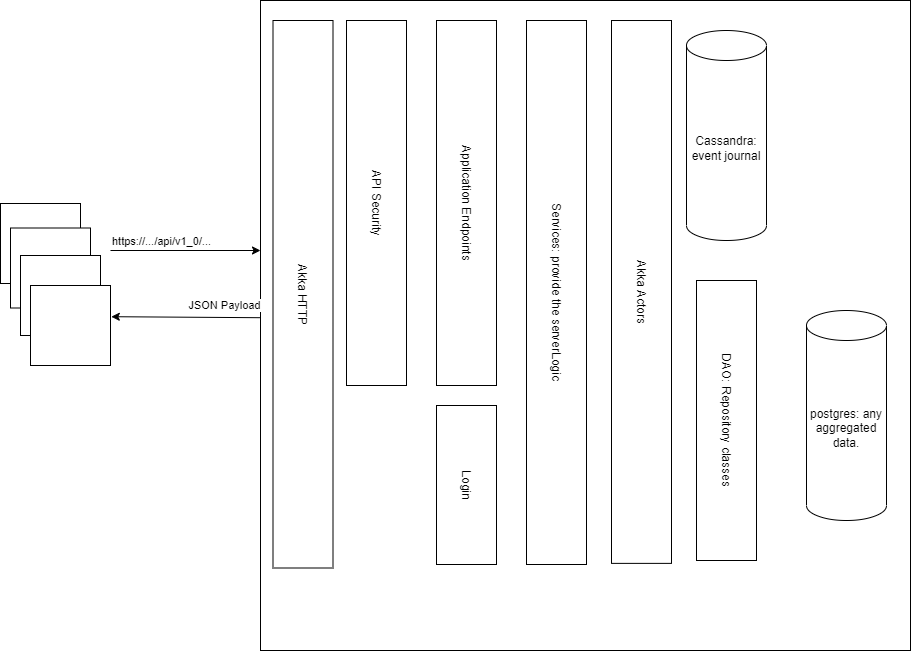 https://.../api/v1_0/...
JSON Payload
Akka HTTP
API Security
Application Endpoints
Login
Services: provide the serverLogic
Akka Actors
Cassandra:
event journal
DAO: Repository classes
postgres: any
aggregated
data.